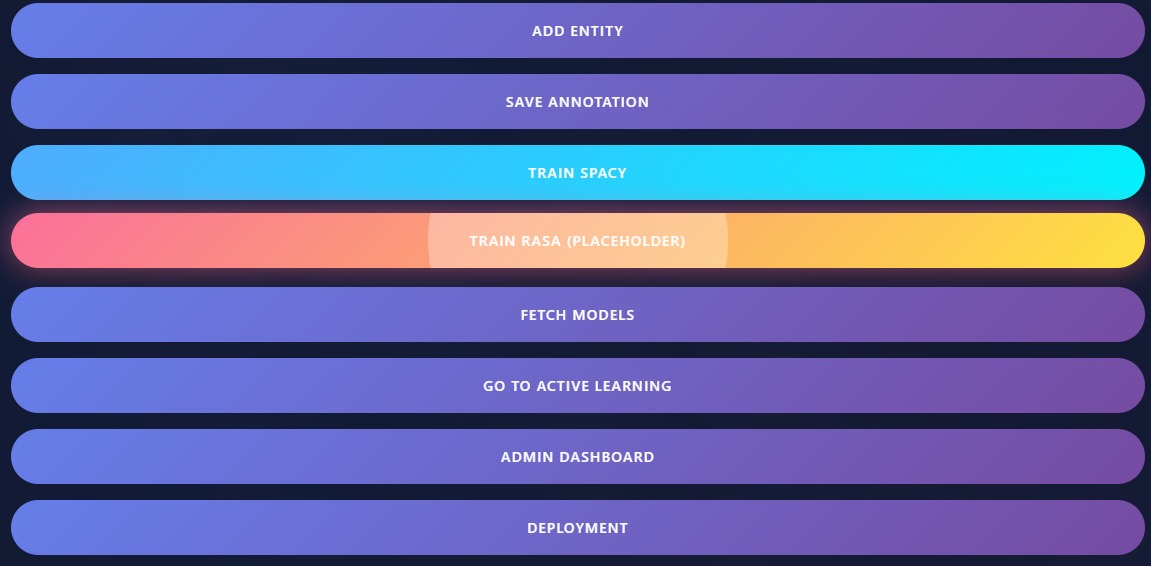 ADD ENTITY
SAVE ANNOTATION
TRAIN SPACY
TRAIN RASA (PLACEHOLDER)
FETCH MODELS
GO TO ACTIVE LEARNING
ADMIN DASHBOARD
DEPLOYMENT